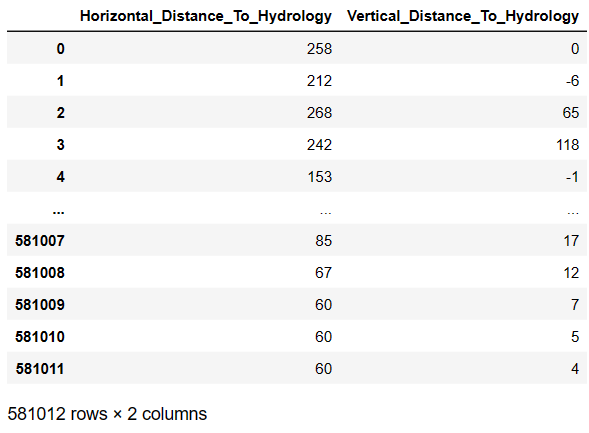 Horizontal_Distance_To_Hydrology Vertical_Distance_To_Hydrology
0 258 0
1 212 -6
2 268 65
3 242 118
4 153 -1
... ... ...
581007 85 17
581008 67 12
581009 60 7
581010 60 5
581011 60 4
581012 rows × 2 columns